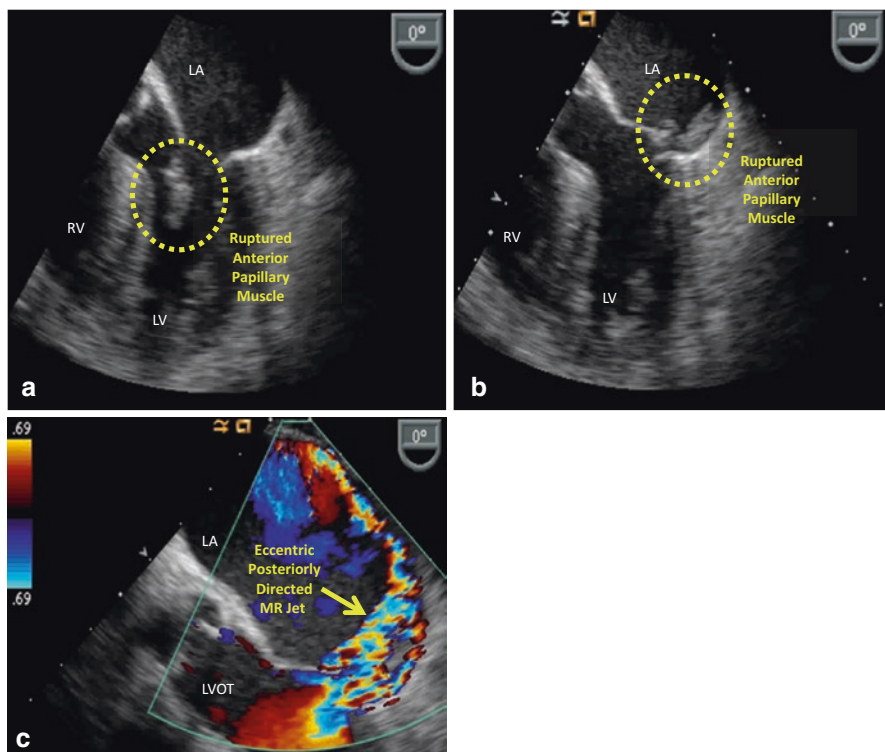 0°
LA
RV
Ruptured
Anterior
Papillary
Muscle
LV
a
0°
LA
Ruptured
Anterior
Papillary
Muscle
RV
LV
b
.69
.69
0°
LA
Eccentric
Posteriorly
Directed
MR Jet
LVOT
c